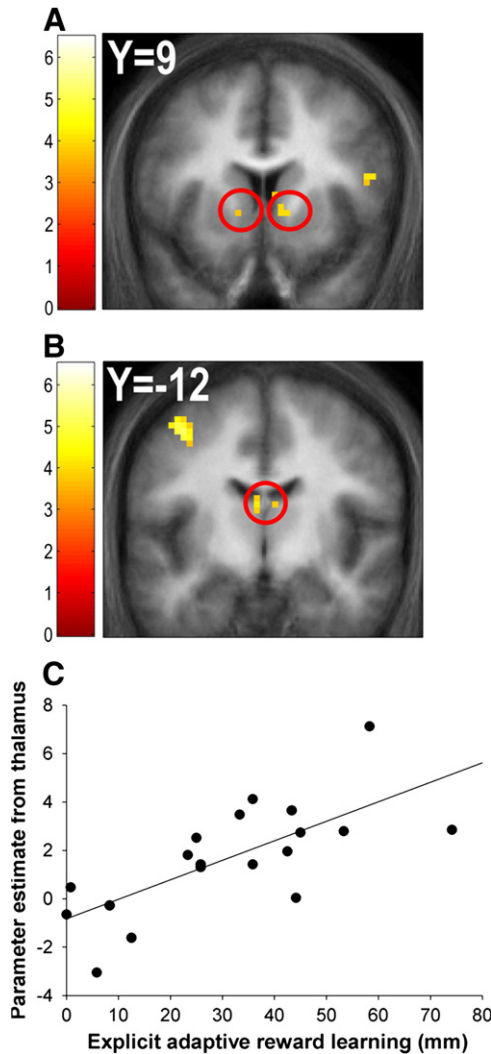 A
6
5
4
3
2
1
0
Y=9
B
6
5
4
3
2
1
0
Y=-12
C
Parameter estimate from thalamus
8
6
4
2
0
-2
-4
0 10 20 30 40 50 60 70 80
Explicit adaptive reward learning (mm)